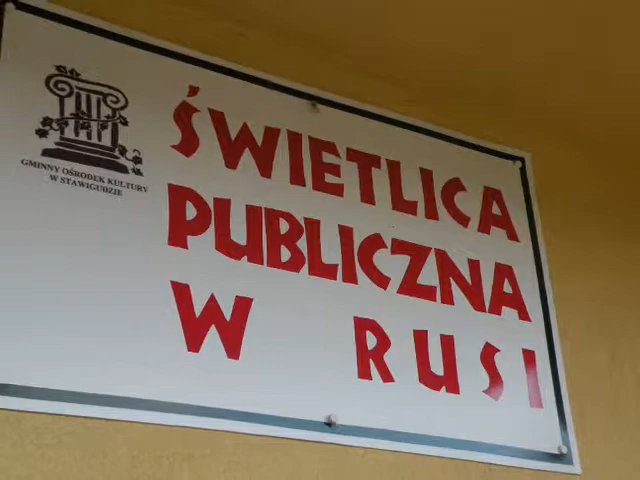 GMINNY OŚRODEK KULTURY
W STAWIGUDZIE
ŚWIETLICA
PUBLICZNA
W RUSI